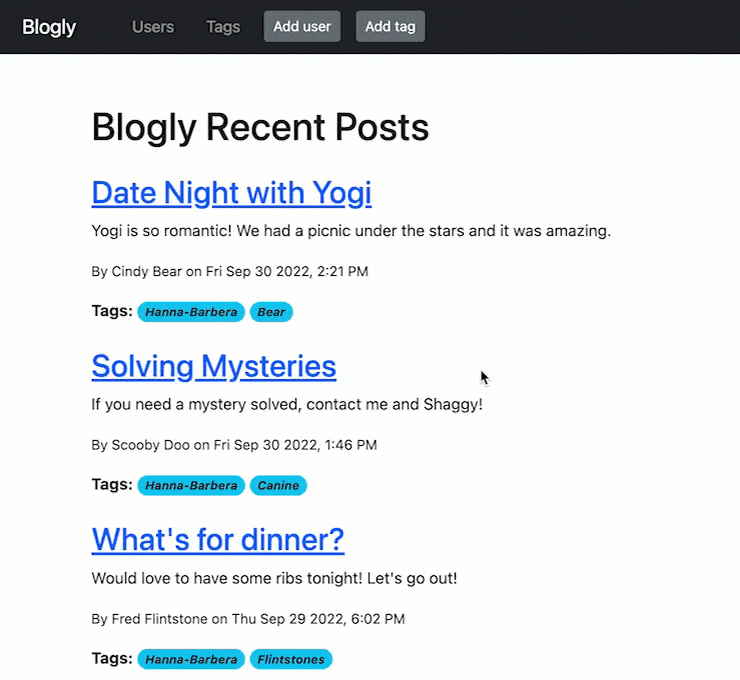 Blogly Users Tags Add user Add tag
Blogly Recent Posts
Date Night with Yogi
Yogi is so romantic! We had a picnic under the stars and it was amazing.
By Cindy Bear on Fri Sep 30 2022, 2:21 PM
Tags: Hanna-Barbera Bear
Solving Mysteries
If you need a mystery solved, contact me and Shaggy!
By Scooby Doo on Fri Sep 30 2022, 1:46 PM
Tags: Hanna-Barbera Canine
What's for dinner?
Would love to have some ribs tonight! Let's go out!
By Fred Flintstone on Thu Sep 29 2022, 6:02 PM
Tags: Hanna-Barbera Flintstones